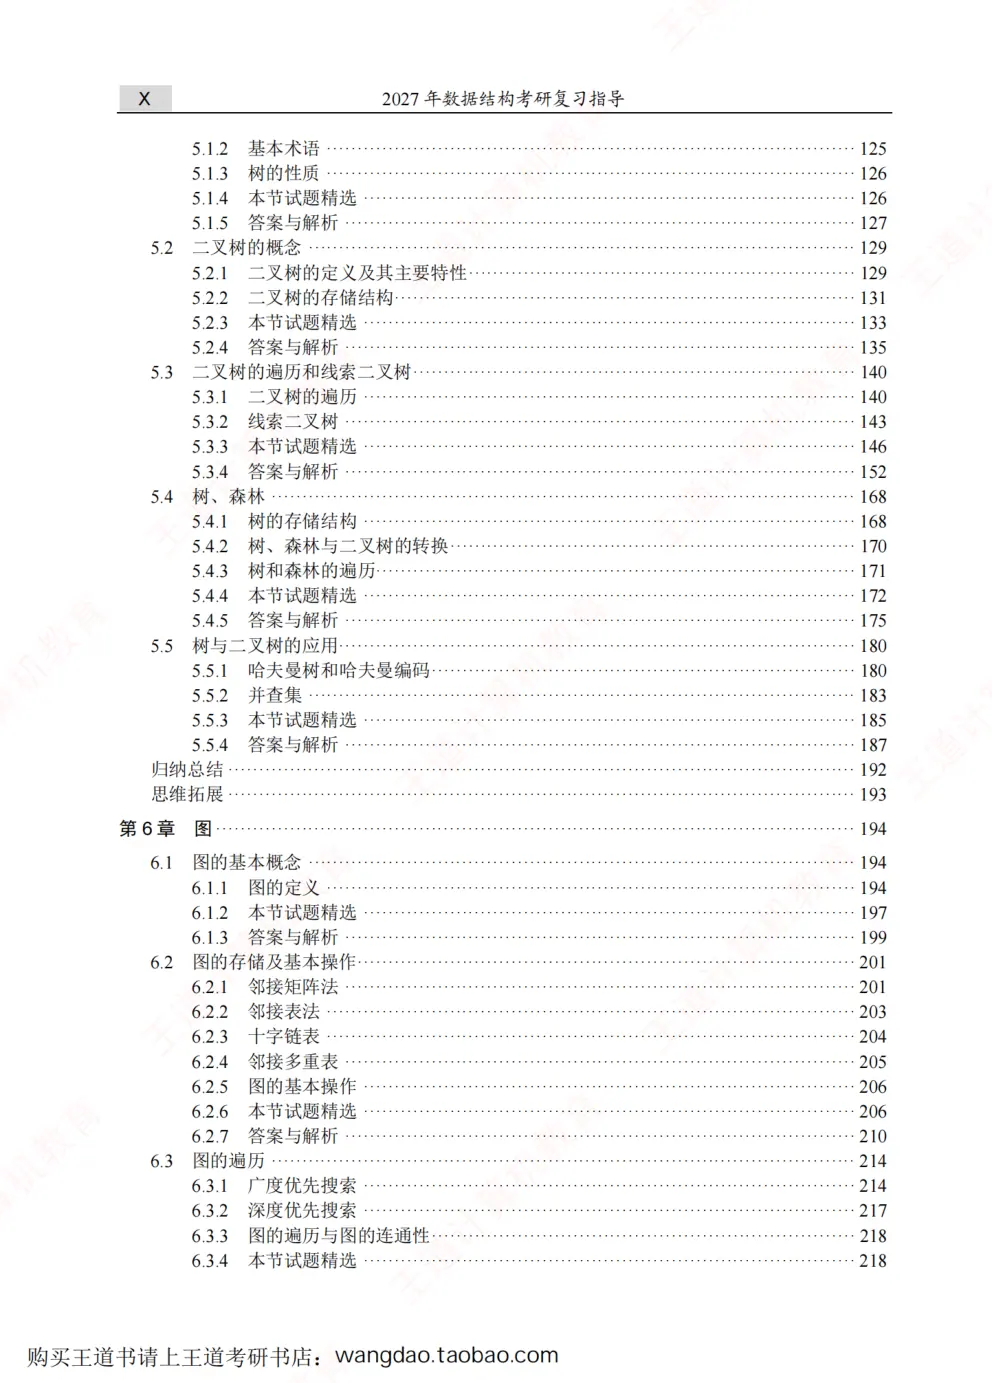 X 2027 年数据结构考研复习指导
5.1.2 基本术语 125
5.1.3 树的性质 126
5.1.4 本节试题精选 126
5.1.5 答案与解析 127
5.2 二叉树的概念 129
5.2.1 二叉树的定义及其主要特性 129
5.2.2 二叉树的存储结构 131
5.2.3 本节试题精选 133
5.2.4 答案与解析 135
5.3 二叉树的遍历和线索二叉树 140
5.3.1 二叉树的遍历 140
5.3.2 线索二叉树 143
5.3.3 本节试题精选 146
5.3.4 答案与解析 152
5.4 树、森林 168
5.4.1 树的存储结构 168
5.4.2 树、森林与二叉树的转换 170
5.4.3 树和森林的遍历 171
5.4.4 本节试题精选 172
5.4.5 答案与解析 175
5.5 树与二叉树的应用 180
5.5.1 哈夫曼树和哈夫曼编码 180
5.5.2 并查集 183
5.5.3 本节试题精选 185
5.5.4 答案与解析 187
归纳总结 192
思维拓展 193
第 6 章 图 194
6.1 图的基本概念 194
6.1.1 图的定义 194
6.1.2 本节试题精选 197
6.1.3 答案与解析 199
6.2 图的存储及基本操作 201
6.2.1 邻接矩阵法 201
6.2.2 邻接表法 203
6.2.3 十字链表 204
6.2.4 邻接多重表 205
6.2.5 图的基本操作 206
6.2.6 本节试题精选 206
6.2.7 答案与解析 210
6.3 图的遍历 214
6.3.1 广度优先搜索 214
6.3.2 深度优先搜索 217
6.3.3 图的遍历与图的连通性 218
6.3.4 本节试题精选 218
购买王道书请上王道考研书店：wangdao.taobao.com